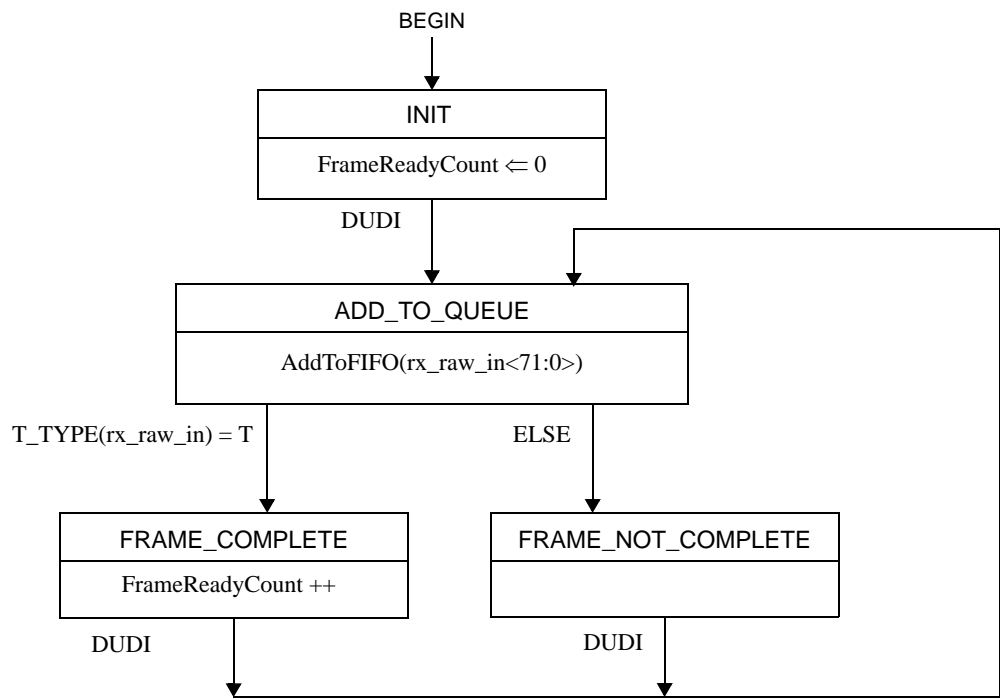 BEGIN
INIT
FrameReadyCount ⇐ 0
DUDI
ADD_TO_QUEUE
AddToFIFO(rx_raw_in<71:0>)
T_TYPE(rx_raw_in) = T
ELSE
FRAME_COMPLETE
FrameReadyCount ++
FRAME_NOT_COMPLETE
DUDI
DUDI